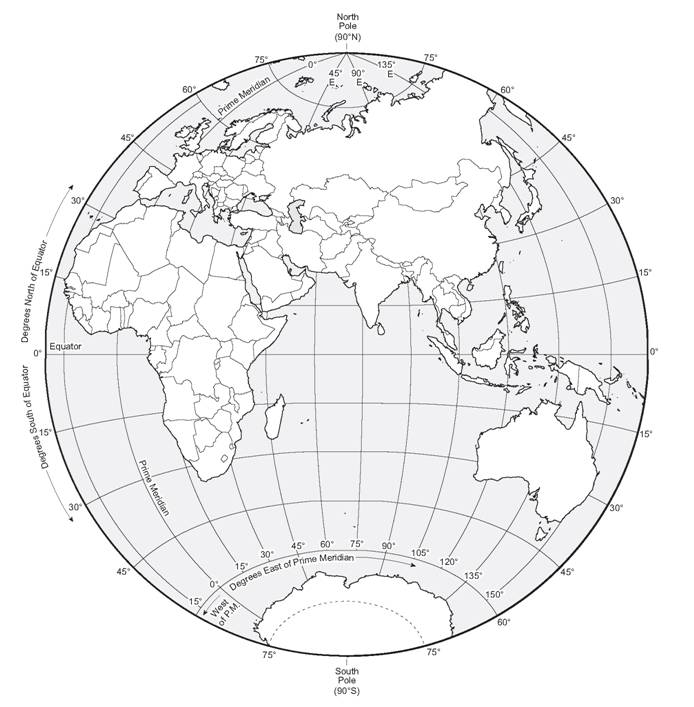 North
Pole
(90°N)
75°
0°
45°
E
90°
E
135°
E
75°
60°
Prime Meridian
60°
45°
45°
30°
30°
Degrees North of Equator
15°
15°
Equator
0°
0°
Degrees South of Equator
15°
15°
Prime Meridian
30°
30°
45°
45°
15°
0°
15°
30°
45°
60°
75°
90°
105°
120°
135°
150°
Degrees East of Prime Meridian
West
of P.M.
60°
75°
75°
South
Pole
(90°S)